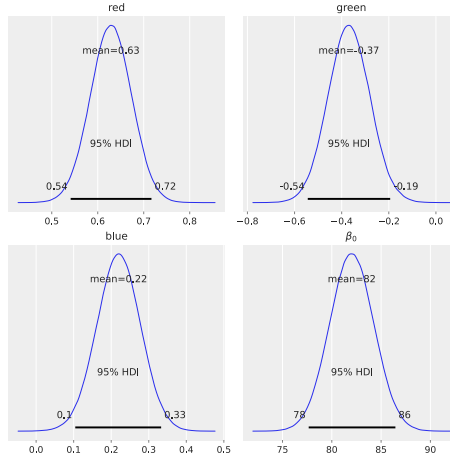 red
green
mean=0.63
mean=-0.37
95% HDI
95% HDI
0.54
0.72
-0.54
-0.19
0.5
0.6
0.7
0.8
−0.8
−0.6
−0.4
−0.2
0.0
blue
β₀
mean=0.22
mean=82
95% HDI
95% HDI
0.1
0.33
78
86
0.0
0.1
0.2
0.3
0.4
0.5
75
80
85
90